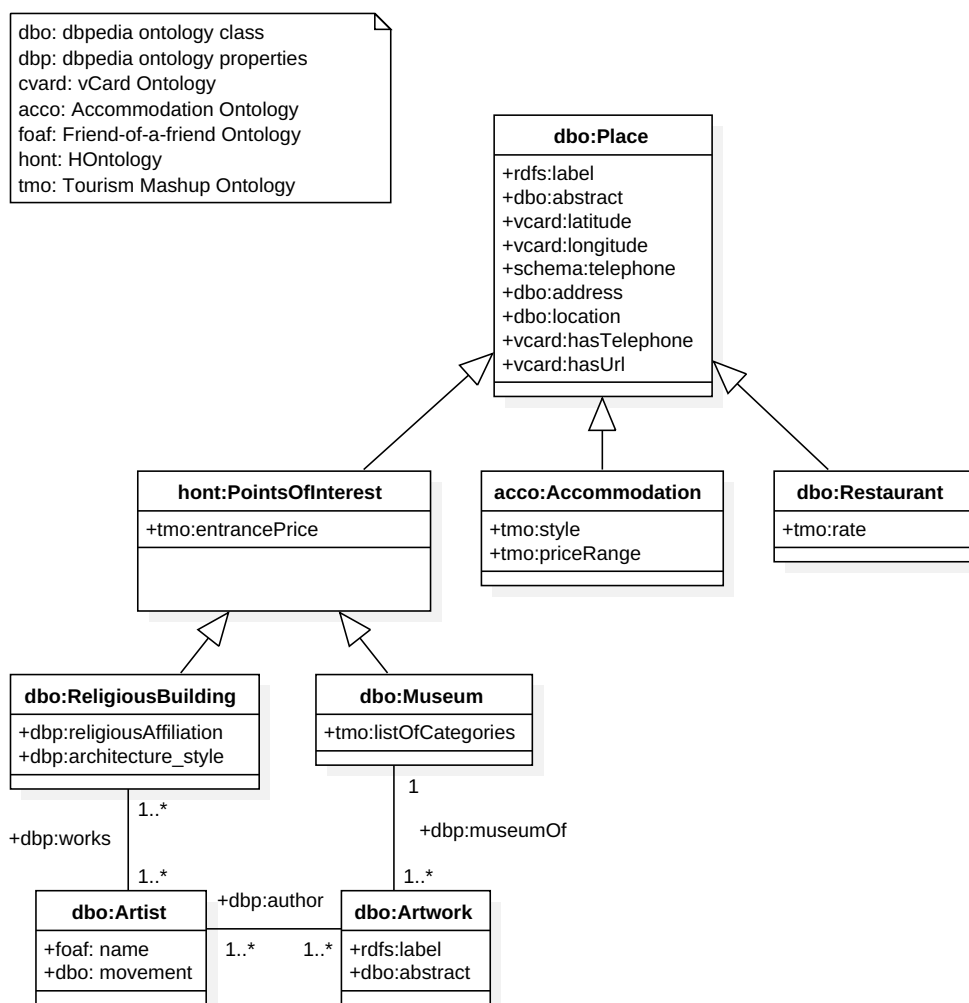 dbo: dbpedia ontology class
dbp: dbpedia ontology properties
cvard: vCard Ontology
acco: Accommodation Ontology
foaf: Friend-of-a-friend Ontology
hont: HOntology
tmo: Tourism Mashup Ontology
dbo:Place
+rdfs:label
+dbo:abstract
+vcard:latitude
+vcard:longitude
+schema:telephone
+dbo:address
+dbo:location
+vcard:hasTelephone
+vcard:hasUrl
hont:PointsOfInterest
+tmo:entrancePrice
acco:Accommodation
+tmo:style
+tmo:priceRange
dbo:Restaurant
+tmo:rate
dbo:ReligiousBuilding
+dbp:religiousAffiliation
+dbp:architecture_style
dbo:Museum
+tmo:listOfCategories
1..*
+dbp:works
1..*
1
+dbp:museumOf
1..*
dbo:Artist
+foaf: name
+dbo: movement
+dbp:author
1..*
1..*
dbo:Artwork
+rdfs:label
+dbo:abstract